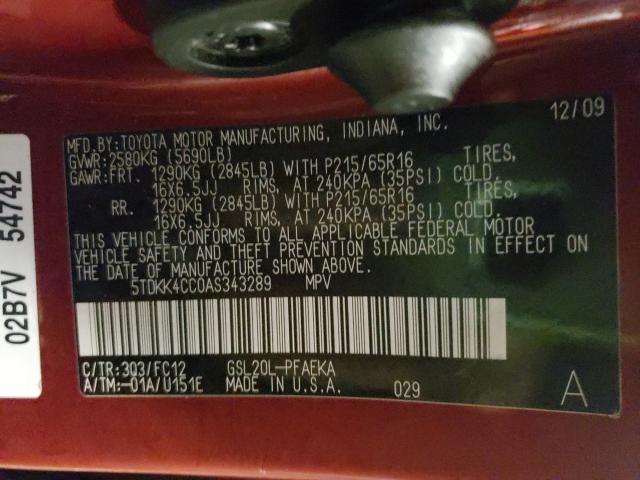 12/09
MFD.BY:TOYOTA MOTOR MANUFACTURING, INDIANA, INC.
GVWR:2580KG (5690LB)
GAWR:FRT. 1290KG (2845LB) WITH P215/65R16 TIRES,
16X6.5JJ RIMS, AT 240KPA (35PSI) COLD.
RR. 1290KG (2845LB) WITH P215/65R16 TIRES,
16X6.5JJ RIMS, AT 240KPA (35PSI) COLD.
THIS VEHICLE CONFORMS TO ALL APPLICABLE FEDERAL MOTOR
VEHICLE SAFETY AND THEFT PREVENTION STANDARDS IN EFFECT ON
THE DATE OF MANUFACTURE SHOWN ABOVE.
5TDKK4CC0AS343289 MPV
C/TR:3Q3/FC12 GSL20L-PFAEKA
A/TM:-01A/U151E MADE IN U.S.A. 029 A
02B7V 54742